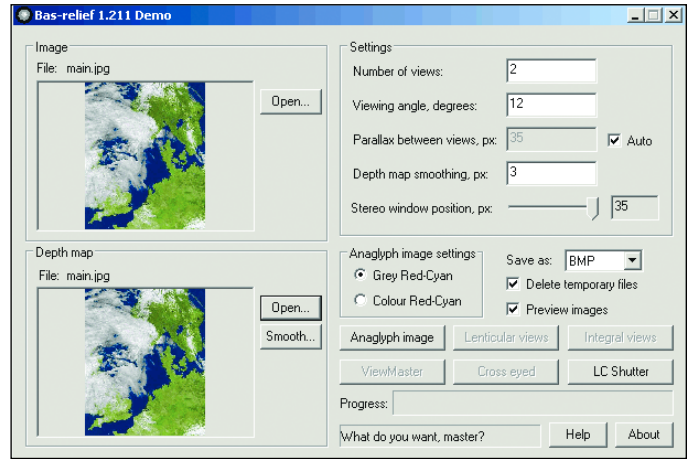 Bas-relief 1.211 Demo
Image
File: main.jpg
Open...
Settings
Number of views: 2
Viewing angle, degrees: 12
Parallax between views, px: 35 Auto
Depth map smoothing, px: 3
Stereo window position, px: 35
Depth map
File: main.jpg
Open...
Smooth...
Anaglyph image settings
Grey Red-Cyan
Colour Red-Cyan
Save as: BMP
Delete temporary files
Preview images
Anaglyph image Lenticular views Integral views
ViewMaster Cross eyed LC Shutter
Progress:
What do you want, master? Help About